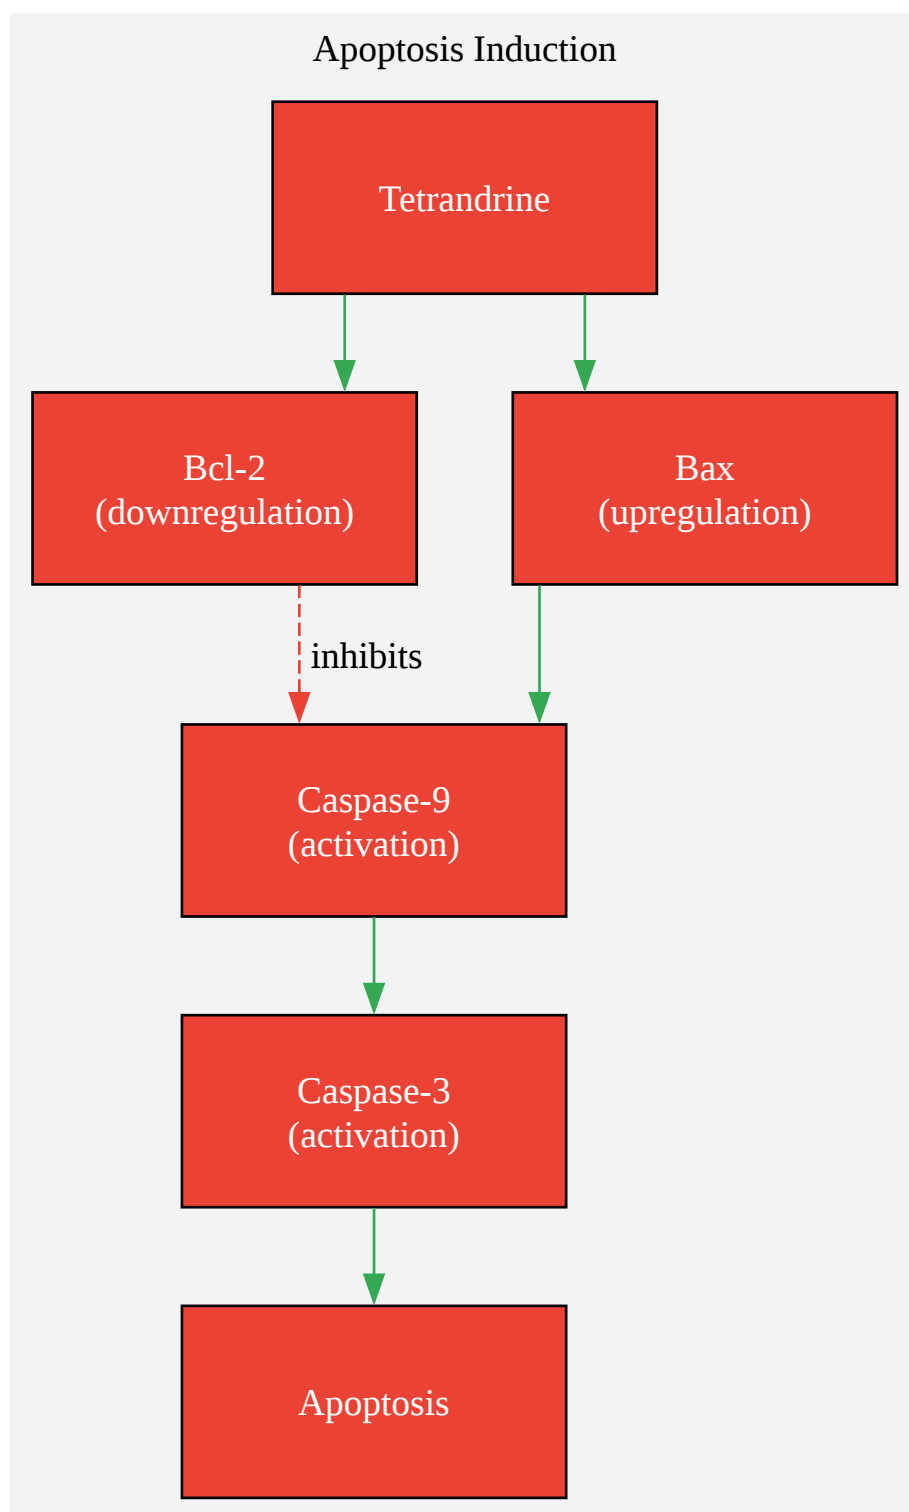 Apoptosis Induction
Tetrandrine
Bcl-2
(downregulation)
Bax
(upregulation)
inhibits
Caspase-9
(activation)
Caspase-3
(activation)
Apoptosis